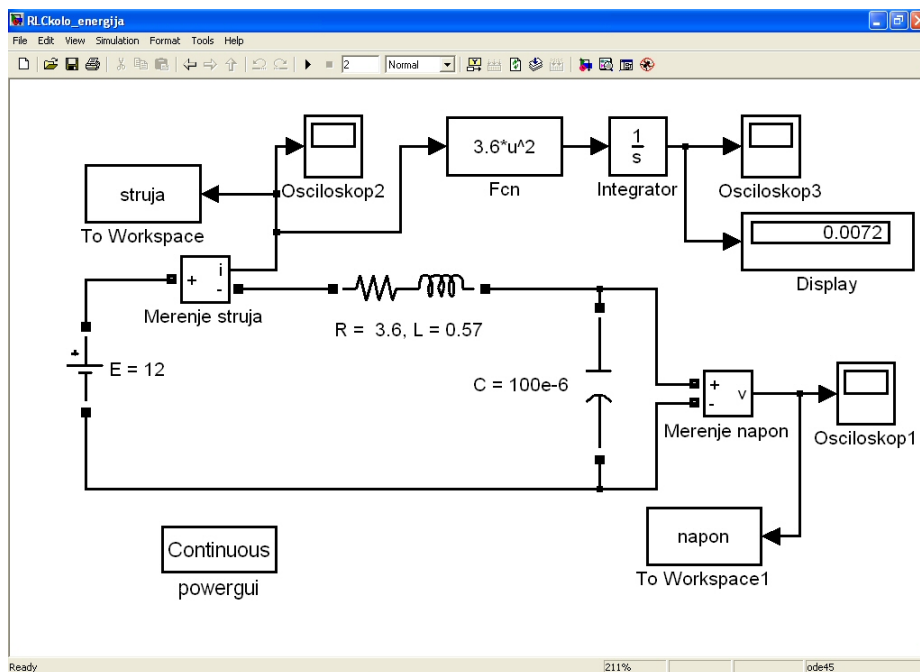 RLCkolo_energija
File Edit View Simulation Format Tools Help
2 Normal
3.6*u^2
1
s
Fcn
Integrator
Osciloskop3
Osciloskop2
struja
To Workspace
0.0072
Display
+ i
-
Merenje struja
R = 3.6, L = 0.57
+
E = 12
C = 100e-6
+ v
-
Merenje napon
Osciloskop1
napon
To Workspace1
Continuous
powergui
Ready 211% ode45